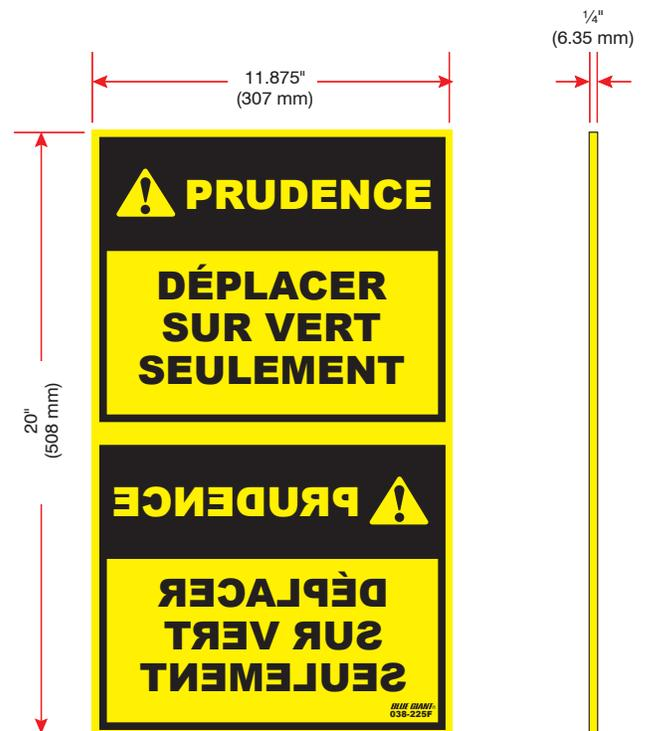 ¼"
(6.35 mm)
11.875"
(307 mm)
20"
(508 mm)
PRUDENCE
DÉPLACER
SUR VERT
SEULEMENT
PRUDENCE
DÉPLACER
SUR VERT
SEULEMENT
BLUE GIANT®
038-225F